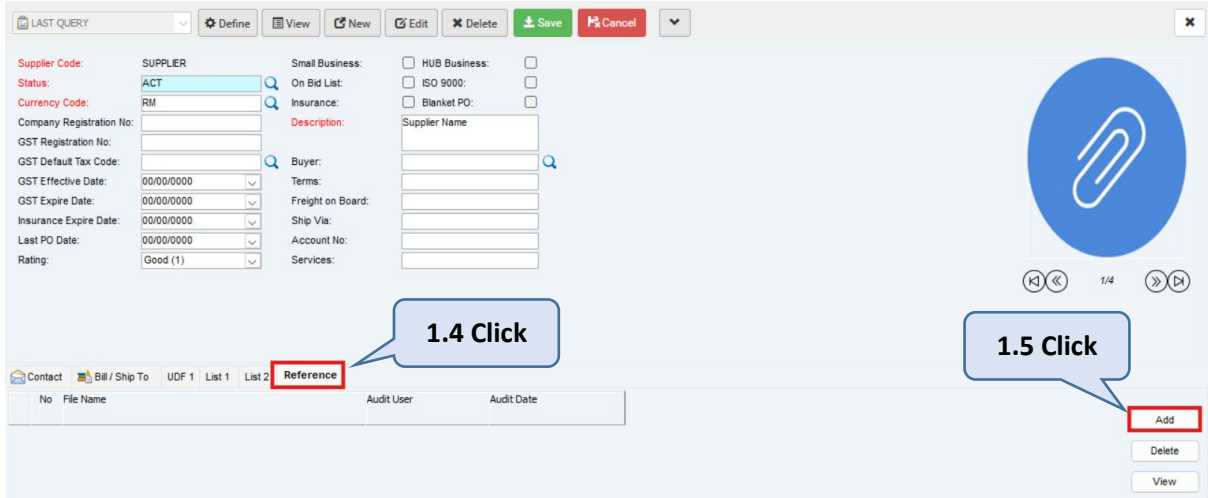 LAST QUERY Define View New Edit Delete Save Cancel
Supplier Code: SUPPLIER Small Business: HUB Business:
Status: ACT On Bid List: ISO 9000:
Currency Code: RM Insurance: Blanket PO:
Company Registration No: Description: Supplier Name
GST Registration No:
GST Default Tax Code: Buyer:
GST Effective Date: 00/00/0000 Terms:
GST Expire Date: 00/00/0000 Freight on Board:
Insurance Expire Date: 00/00/0000 Ship Via:
Last PO Date: 00/00/0000 Account No:
Rating: Good (1) Services:
1/4
1.4 Click
1.5 Click
Contact Bill / Ship To UDF 1 List 1 List 2 Reference
No File Name Audit User Audit Date
Add
Delete
View